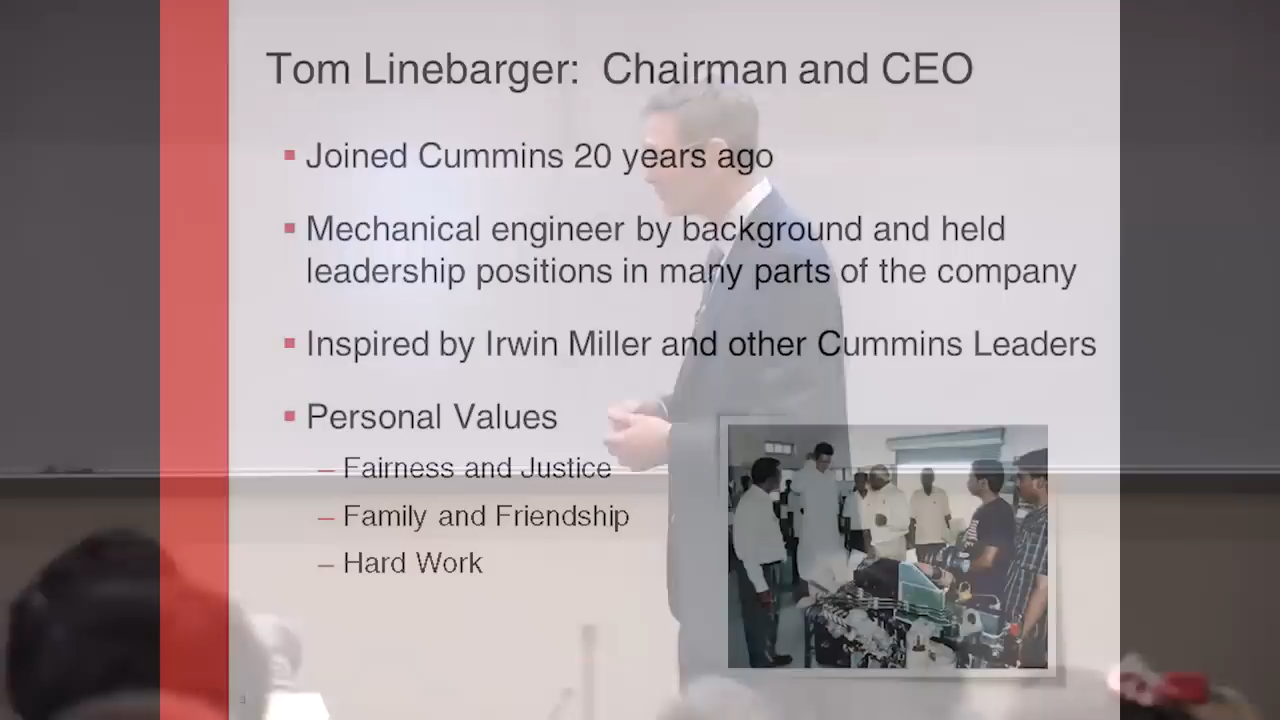 Tom Linebarger: Chairman and CEO
Joined Cummins 20 years ago
Mechanical engineer by background and held
leadership positions in many parts of the company
Inspired by Irwin Miller and other Cummins Leaders
Personal Values
– Fairness and Justice
– Family and Friendship
– Hard Work
3